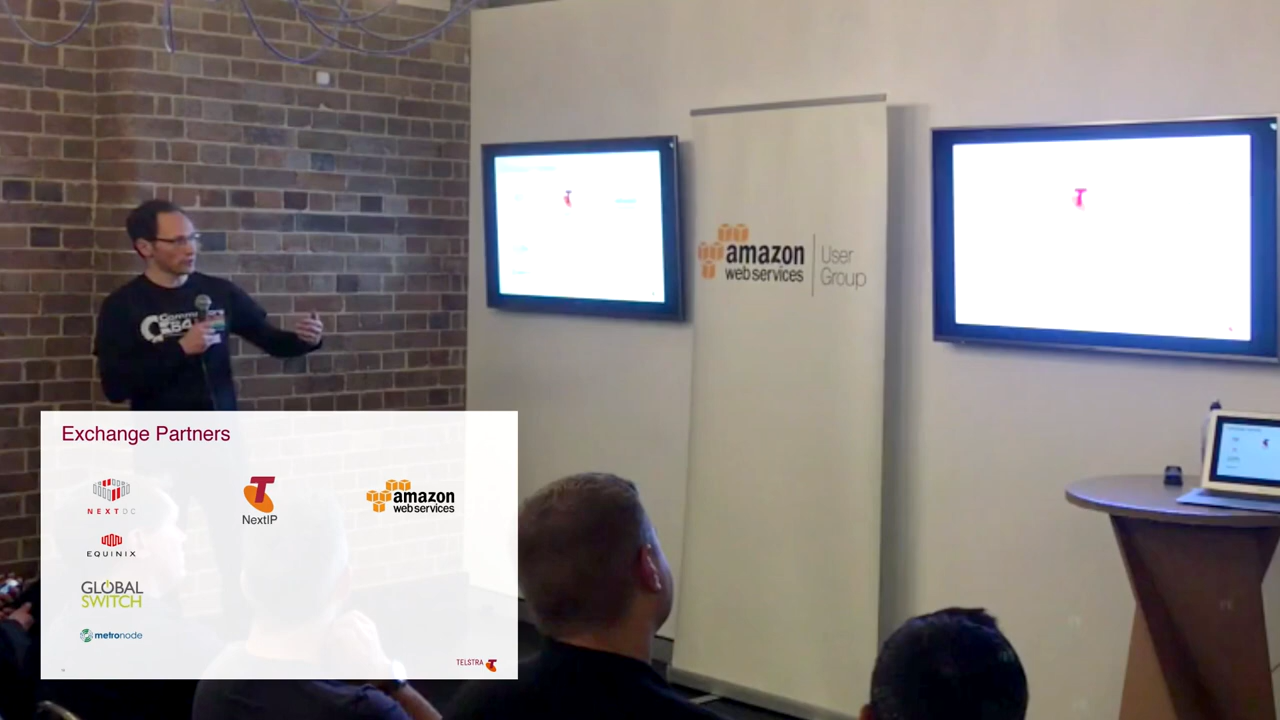 amazon
web services
User
Group
Exchange Partners
NEXTDC
EQUINIX
GLOBAL
SWITCH
metronode
T
NextIP
amazon
web services
TELSTRA